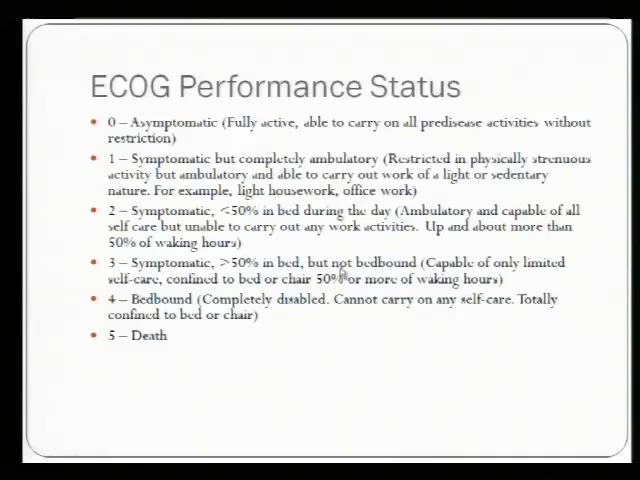 ECOG Performance Status
• 0 – Asymptomatic (Fully active, able to carry on all predisease activities without
restriction)
• 1 – Symptomatic but completely ambulatory (Restricted in physically strenuous
activity but ambulatory and able to carry out work of a light or sedentary
nature. For example, light housework, office work)
• 2 – Symptomatic, <50% in bed during the day (Ambulatory and capable of all
self care but unable to carry out any work activities. Up and about more than
50% of waking hours)
• 3 – Symptomatic, >50% in bed, but not bedbound (Capable of only limited
self-care, confined to bed or chair 50% or more of waking hours)
• 4 – Bedbound (Completely disabled. Cannot carry on any self-care. Totally
confined to bed or chair)
• 5 – Death